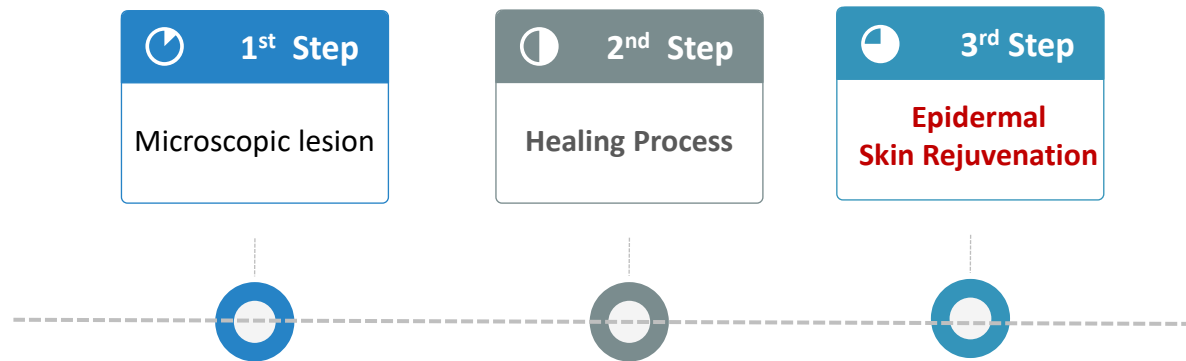 1st Step
Microscopic lesion
2nd Step
Healing Process
3rd Step
Epidermal
Skin Rejuvenation